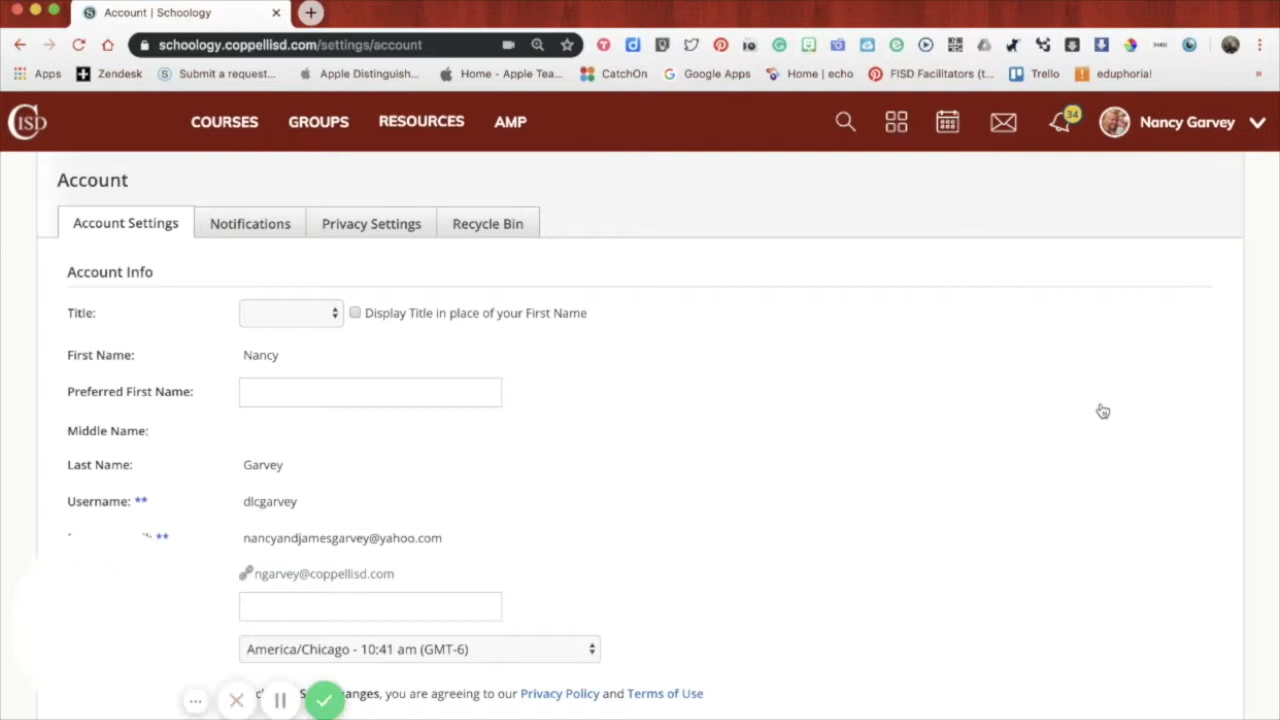 Account | Schoology
schoology.coppellisd.com/settings/account
Apps Zendesk Submit a request... Apple Distinguish... Home - Apple Tea... CatchOn Google Apps Home | echo FISD Facilitators (t... Trello eduphoria! »
CISD COURSES GROUPS RESOURCES AMP 34 Nancy Garvey
Account
Account Settings Notifications Privacy Settings Recycle Bin
Account Info
Title: Display Title in place of your First Name
First Name: Nancy
Preferred First Name:
Middle Name:
Last Name: Garvey
Username: ** dlcgarvey
** nancyandjamesgarvey@yahoo.com
ngarvey@coppellisd.com
America/Chicago - 10:41 am (GMT-6)
anges, you are agreeing to our Privacy Policy and Terms of Use